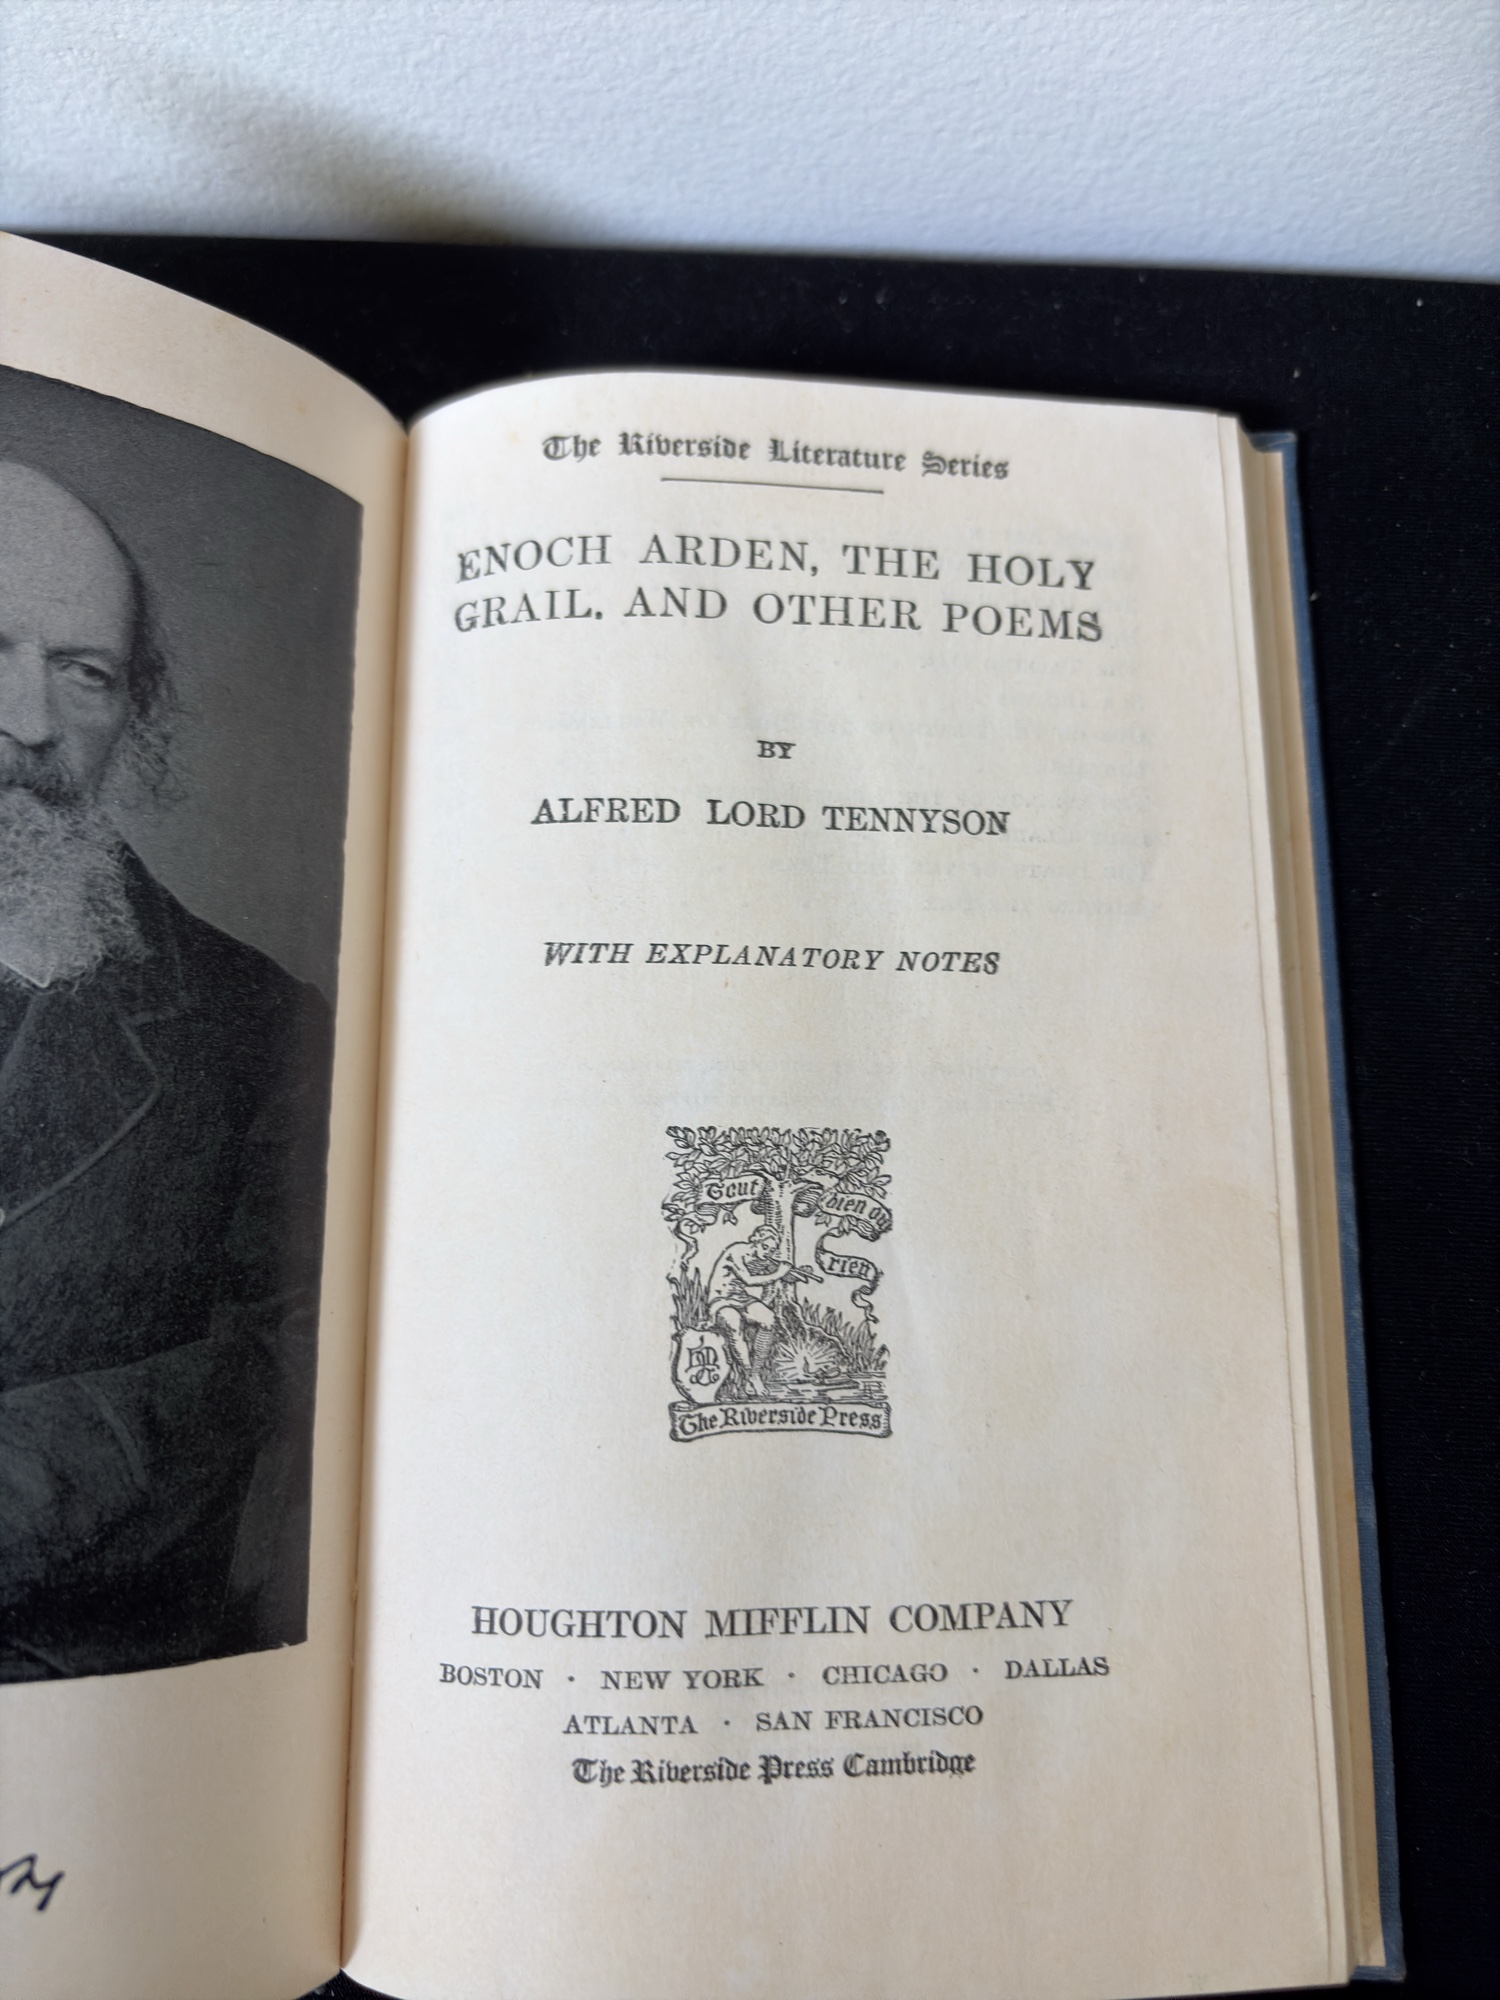 The Riverside Literature Series
ENOCH ARDEN, THE HOLY
GRAIL, AND OTHER POEMS
BY
ALFRED LORD TENNYSON
WITH EXPLANATORY NOTES
Tout bien ou
rien
The Riverside Press
HOUGHTON MIFFLIN COMPANY
BOSTON · NEW YORK · CHICAGO · DALLAS
ATLANTA · SAN FRANCISCO
The Riverside Press Cambridge